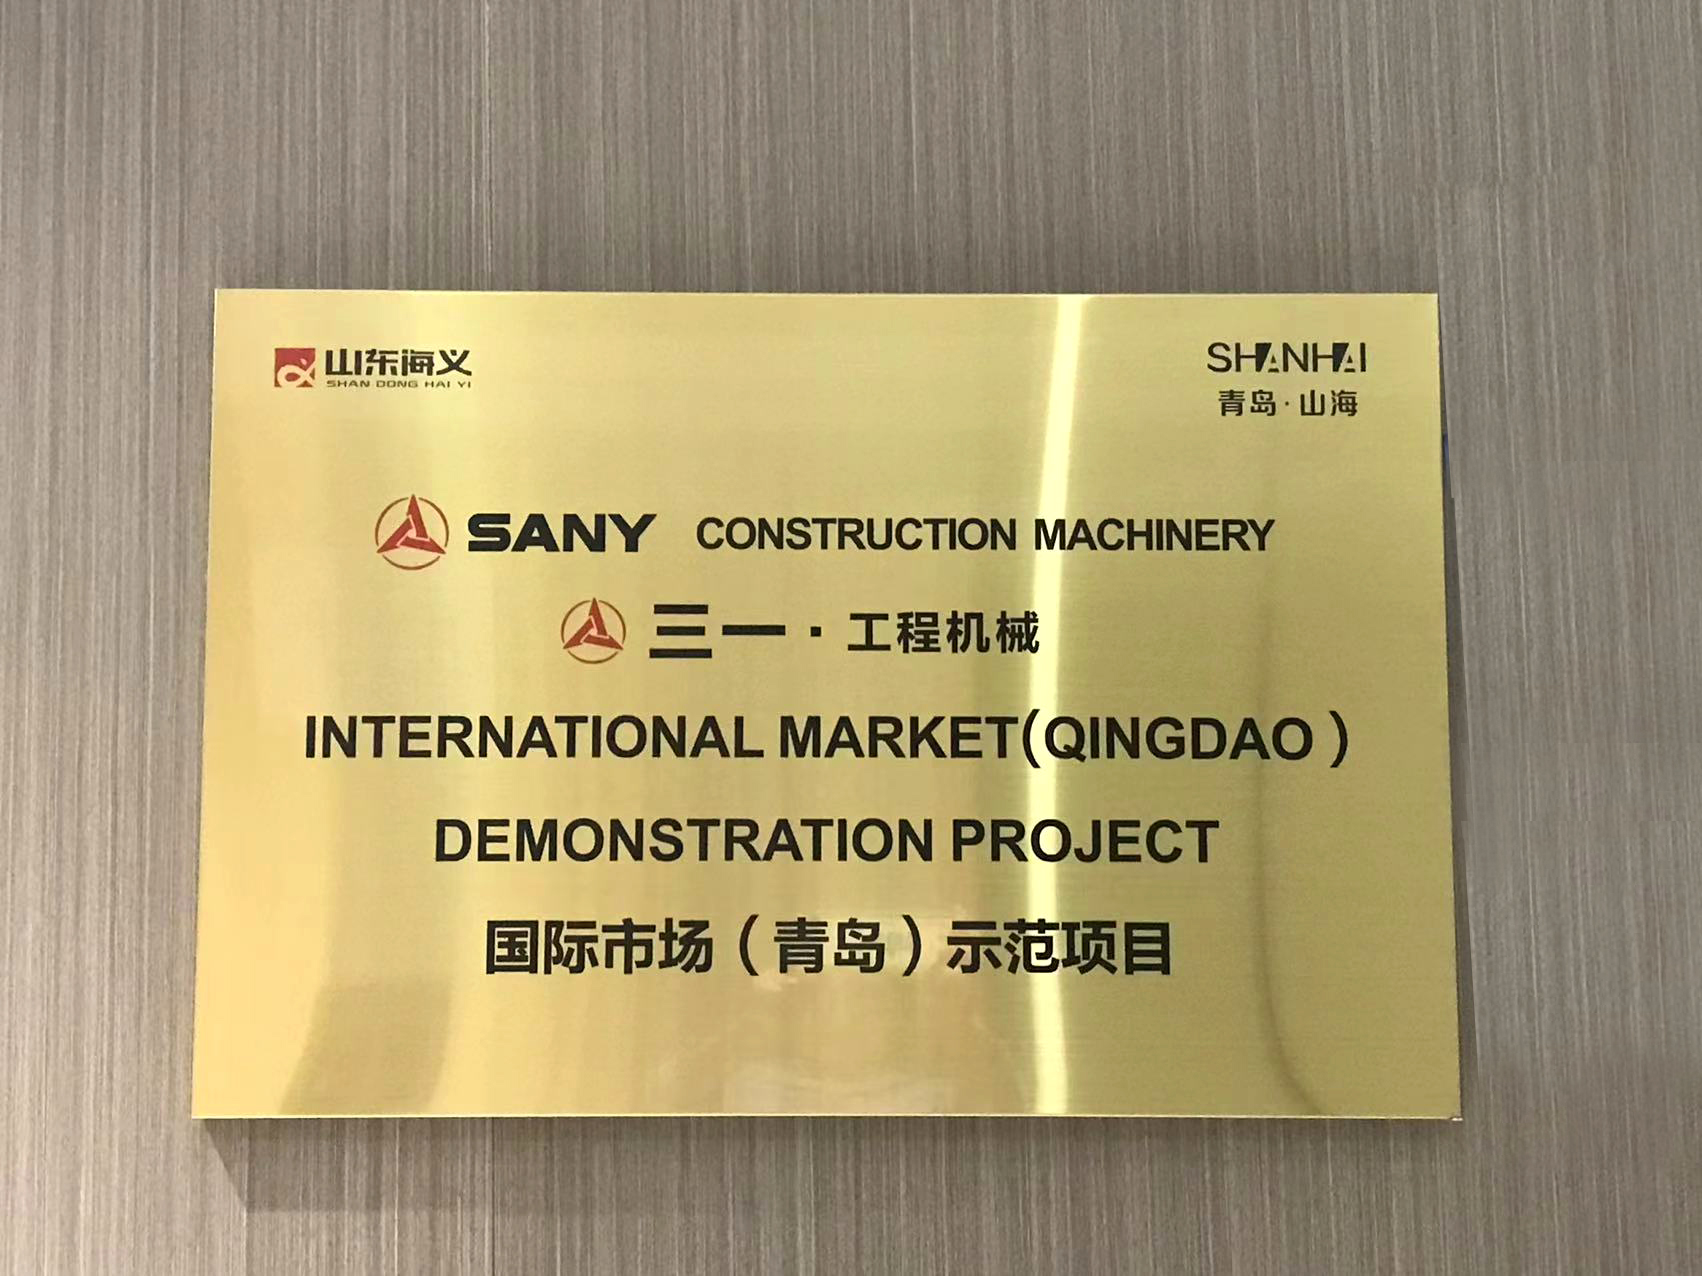 山东海义
SHAN DONG HAI YI
SHANHAI
青岛·山海
SANY CONSTRUCTION MACHINERY
三一·工程机械
INTERNATIONAL MARKET(QINGDAO )
DEMONSTRATION PROJECT
国际市场（青岛）示范项目